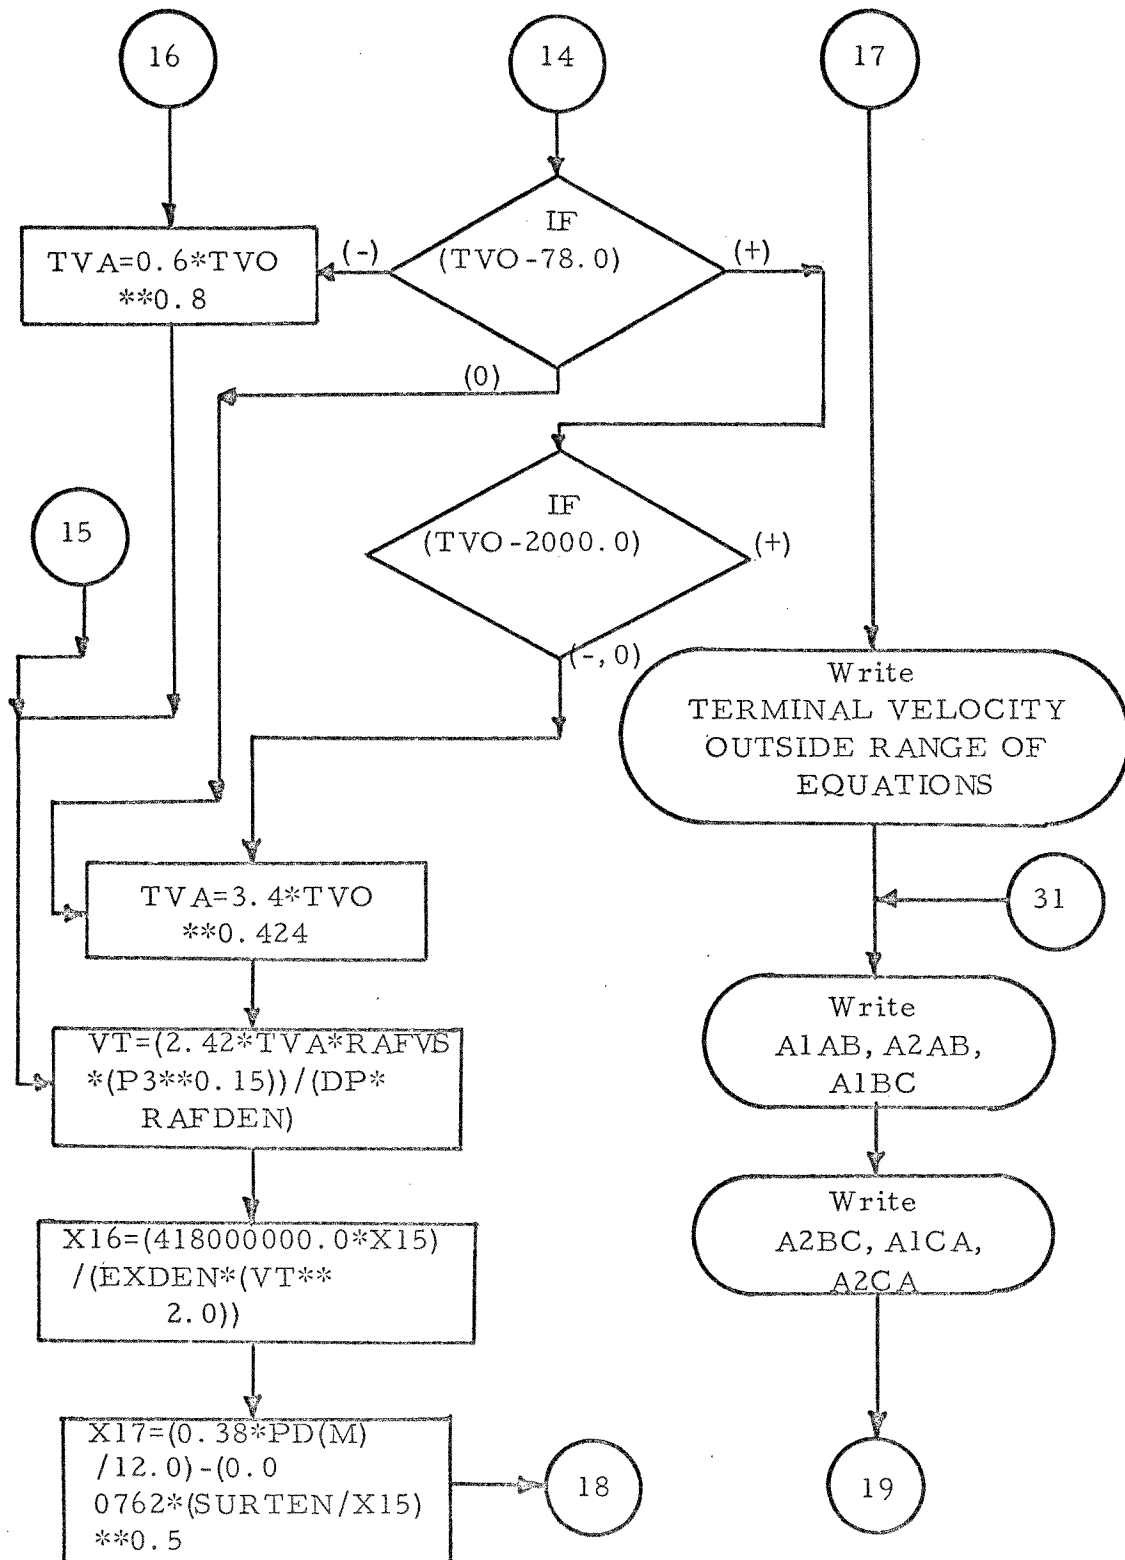 16
14
17
IF
(TVO-78.0)
(-)
(+)
(0)
TVA=0.6*TVO
**0.8
15
IF
(TVO-2000.0)
(+)
(-,0)
Write
TERMINAL VELOCITY
OUTSIDE RANGE OF
EQUATIONS
31
TVA=3.4*TVO
**0.424
Write
A1AB, A2AB,
A1BC
VT=(2.42*TVA*RAFVS
*(P3**0.15))/(DP*
RAFDEN)
Write
A2BC, A1CA,
A2CA
X16=(418000000.0*X15)
/(EXDEN*(VT**
2.0))
X17=(0.38*PD(M)
/12.0)-(0.0
0762*(SURTEN/X15)
**0.5
18
19